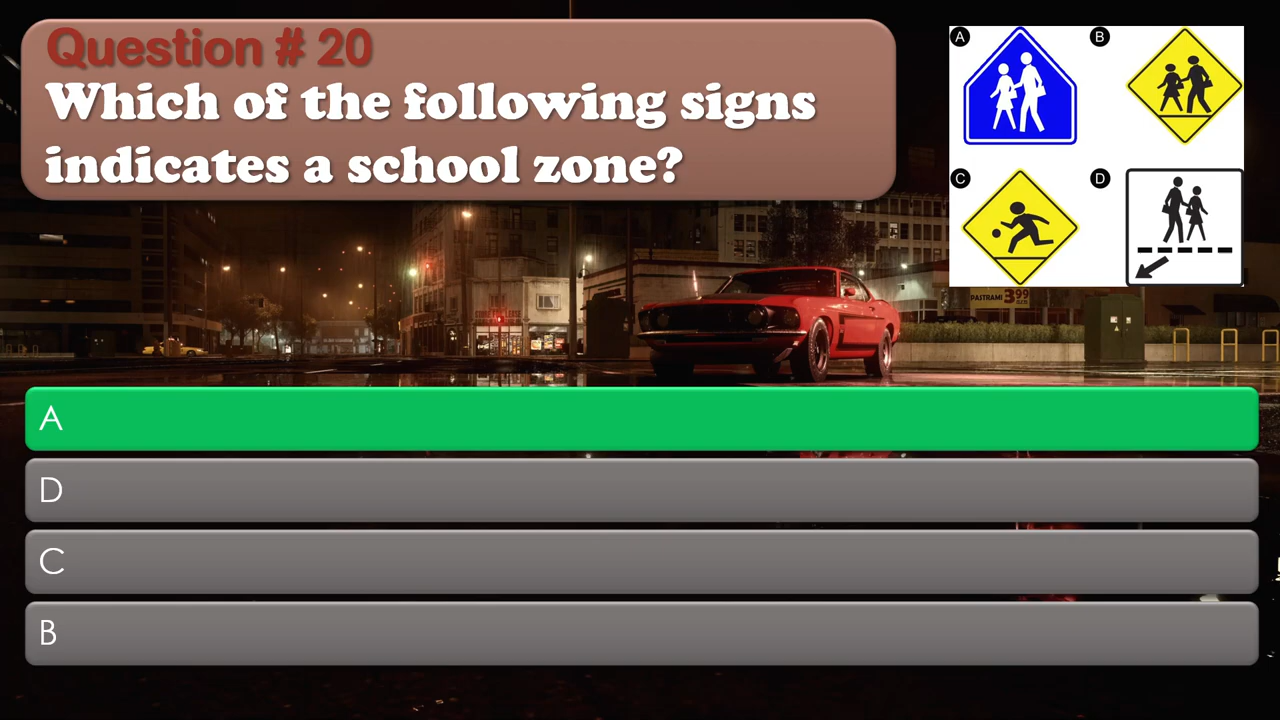 Question # 20
Which of the following signs
indicates a school zone?
A
B
C
D
PASTRAMI 3.99
A
D
C
B